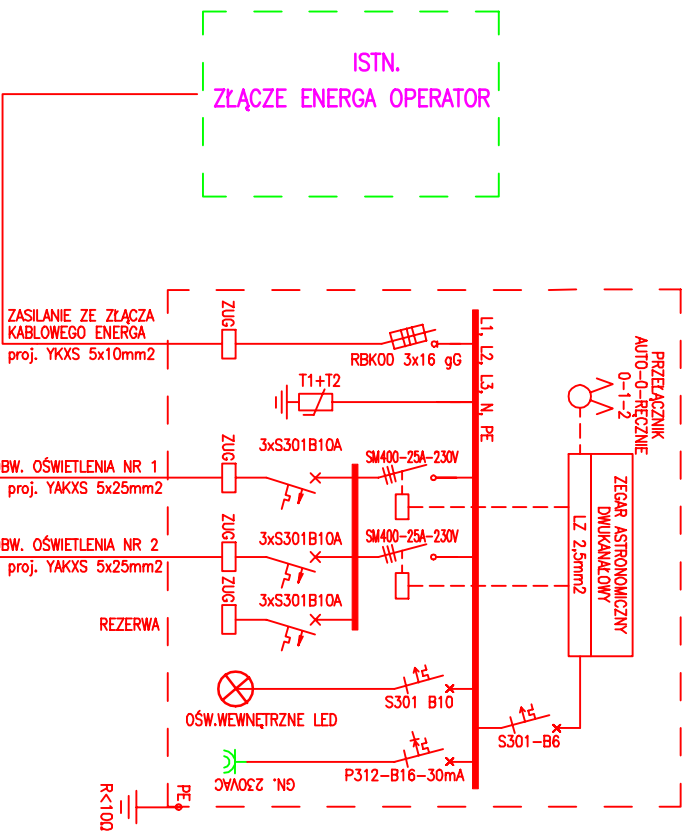 ISTN.
ZŁĄCZE ENERGA OPERATOR
ZASILANIE ZE ZŁĄCZA
KABLOWEGO ENERGA
proj. YKXS 5x10mm2
ZUG
RBK00 3x16 gG
L1, L2, L3, N, PE
PRZEŁĄCZNIK
AUTO-0-RĘCZNIE
0-1-2
T1+T2
ZEGAR ASTRONOMICZNY
DWUKANAŁOWY
LZ 2,5mm2
BW. OŚWIETLENIA NR 1
proj. YAKXS 5x25mm2
ZUG
3xS301B10A
SM400-25A-230V
BW. OŚWIETLENIA NR 2
proj. YAKXS 5x25mm2
ZUG
3xS301B10A
SM400-25A-230V
REZERWA
ZUG
3xS301B10A
OŚW.WEWNĘTRZNE LED
S301 B10
S301-B6
GN. 230VAC
P312-B16-30mA
PE
R<10Ω